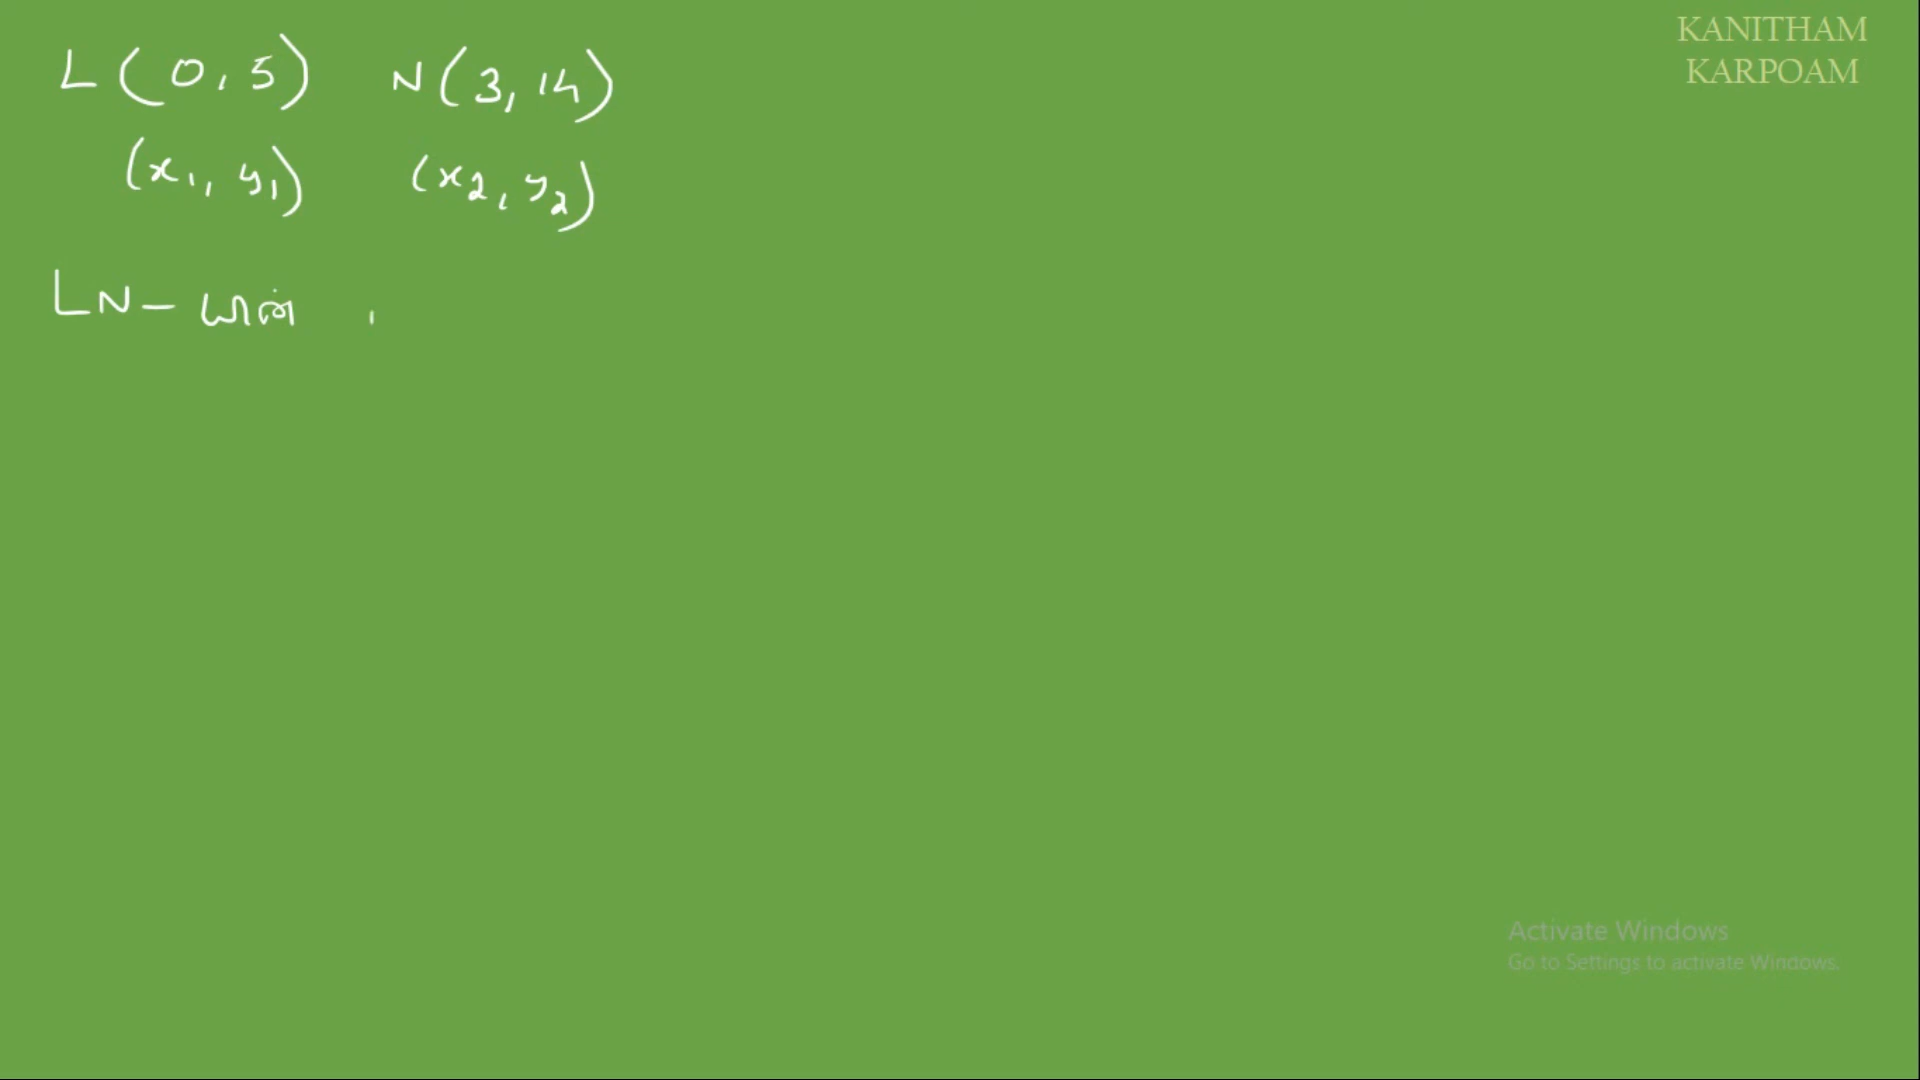 L(0,5) N(3,14)
(x₁, y₁) (x₂, y₂)
LN – யின்
KANITHAM
KARPOAM
Activate Windows
Go to Settings to activate Windows.